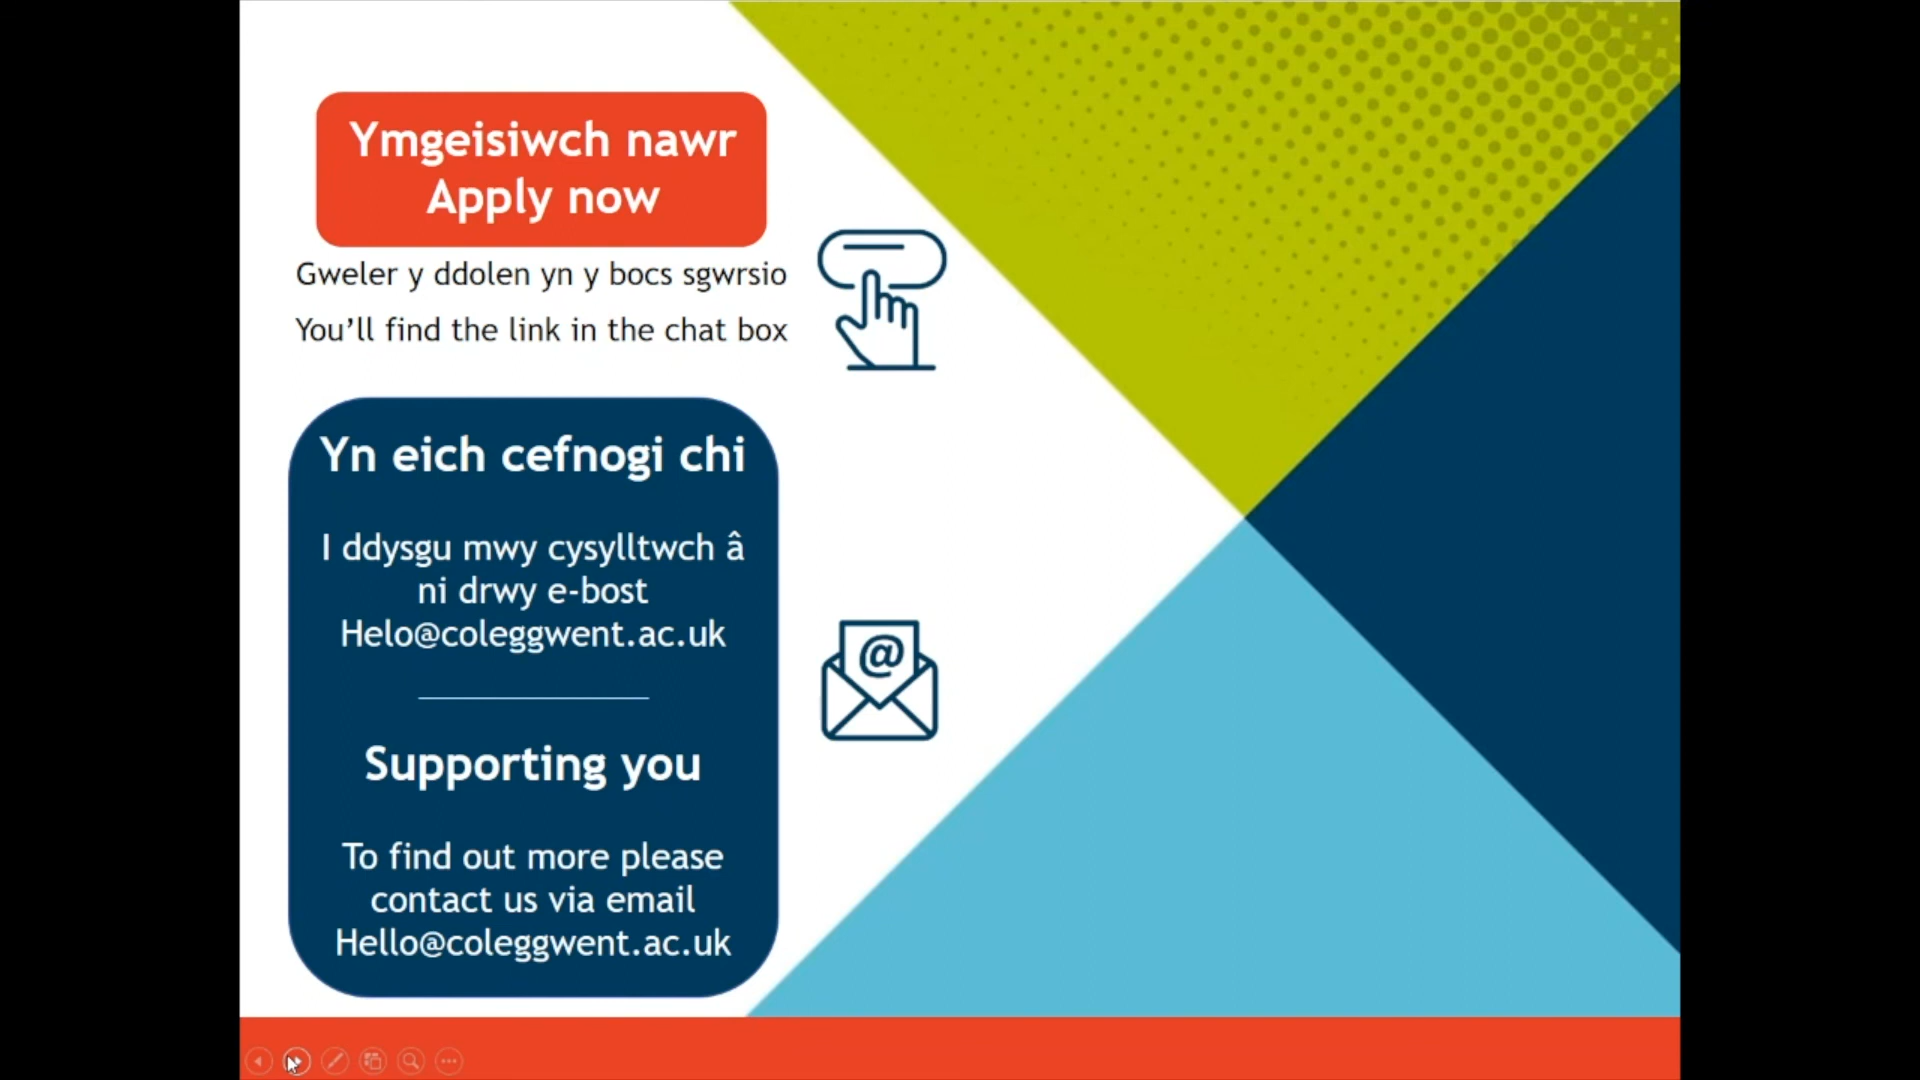 Ymgeisiwch nawr
Apply now
Gweler y ddolen yn y bocs sgwrsio
You'll find the link in the chat box
Yn eich cefnogi chi
I ddysgu mwy cysylltwch â
ni drwy e-bost
Helo@coleggwent.ac.uk
Supporting you
To find out more please
contact us via email
Hello@coleggwent.ac.uk
@